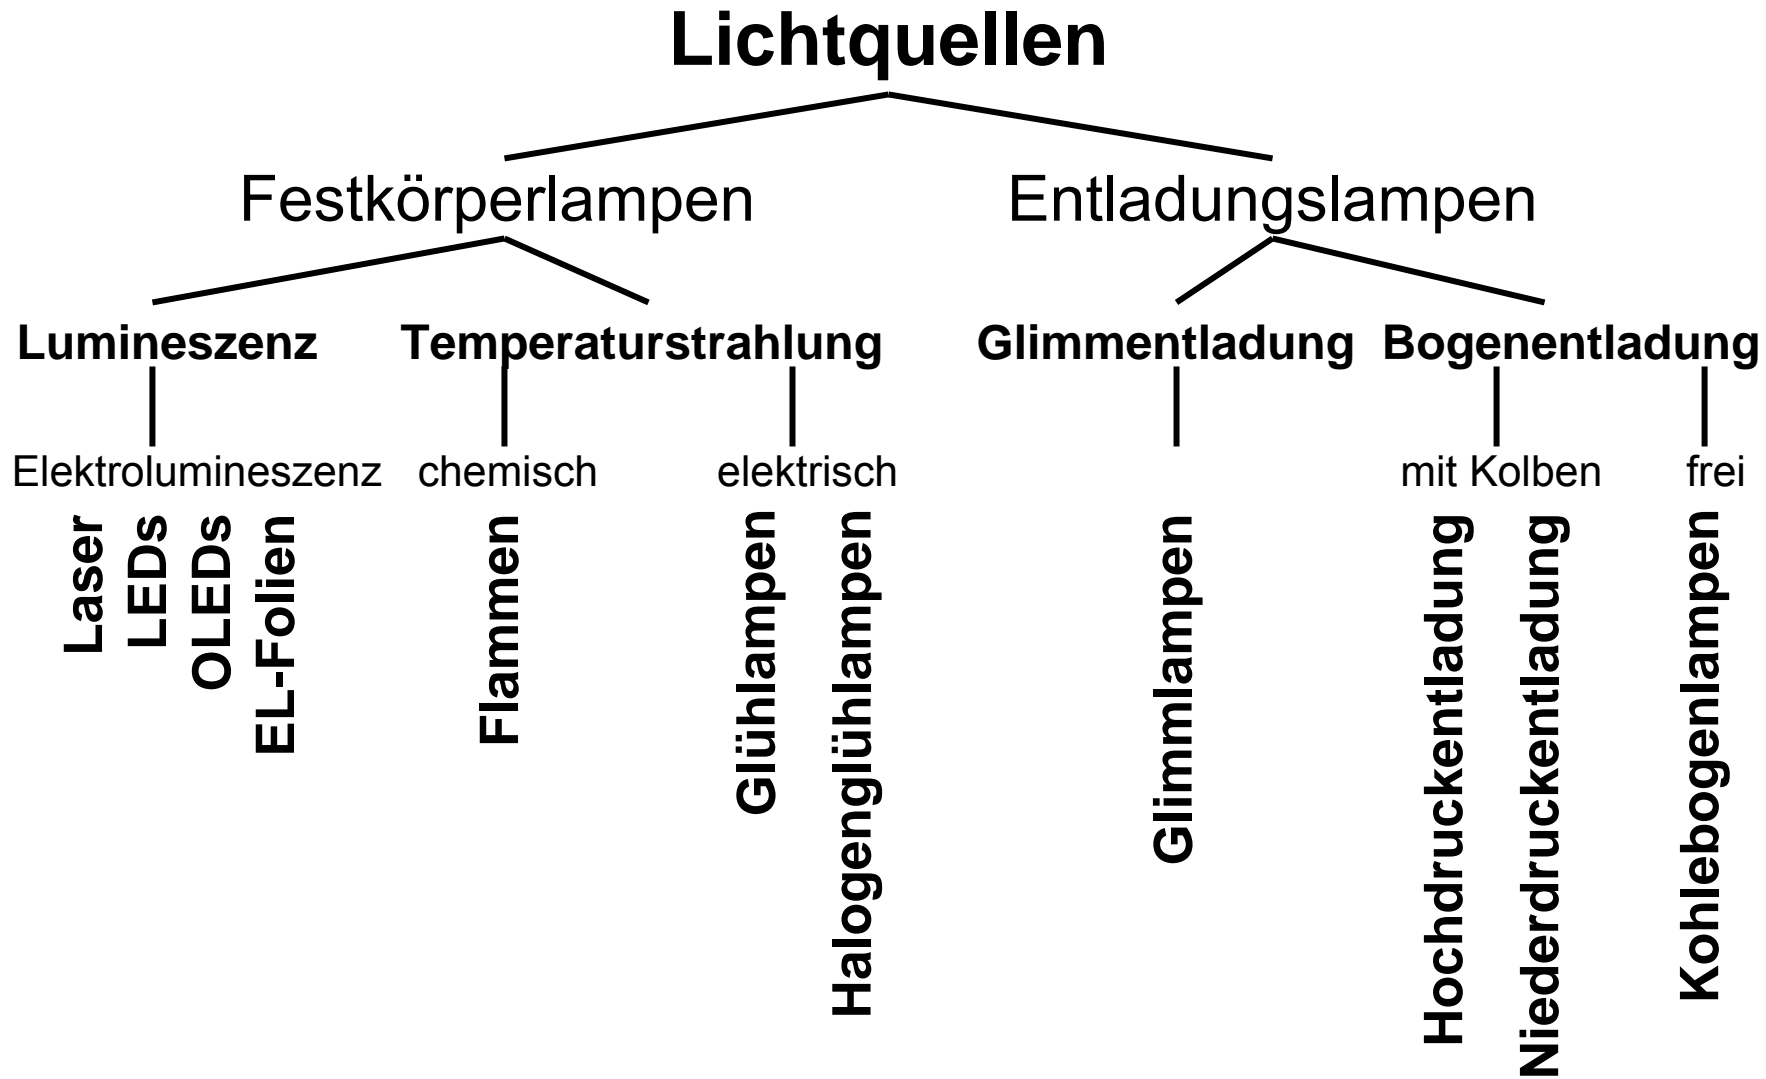 Lichtquellen
Festkörperlampen
Entladungslampen
Lumineszenz
Temperaturstrahlung
Glimmentladung
Bogenentladung
Elektrolumineszenz
chemisch
elektrisch
mit Kolben
frei
Laser
LEDs
OLEDs
EL-Folien
Flammen
Glühlampen
Halogenglühlampen
Glimmlampen
Hochdruckentladung
Niederdruckentladung
Kohlebogenlampen